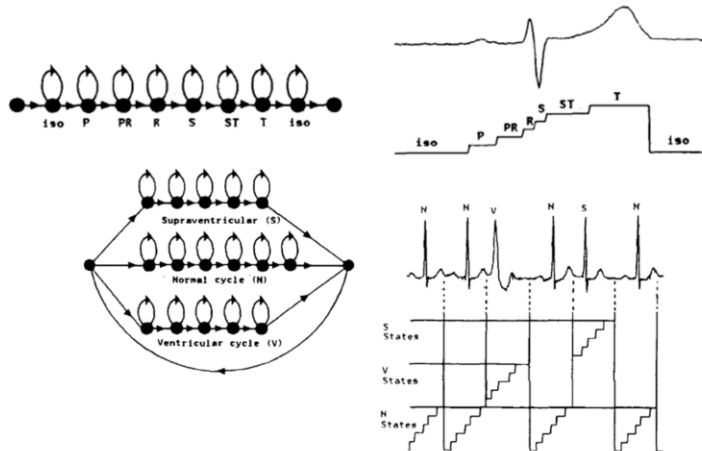 iso P PR R S ST T iso
Supraventricular (S)
Normal cycle (N)
Ventricular cycle (V)
iso P PR R S ST T iso
N N V N S N
S
States
V
States
N
States